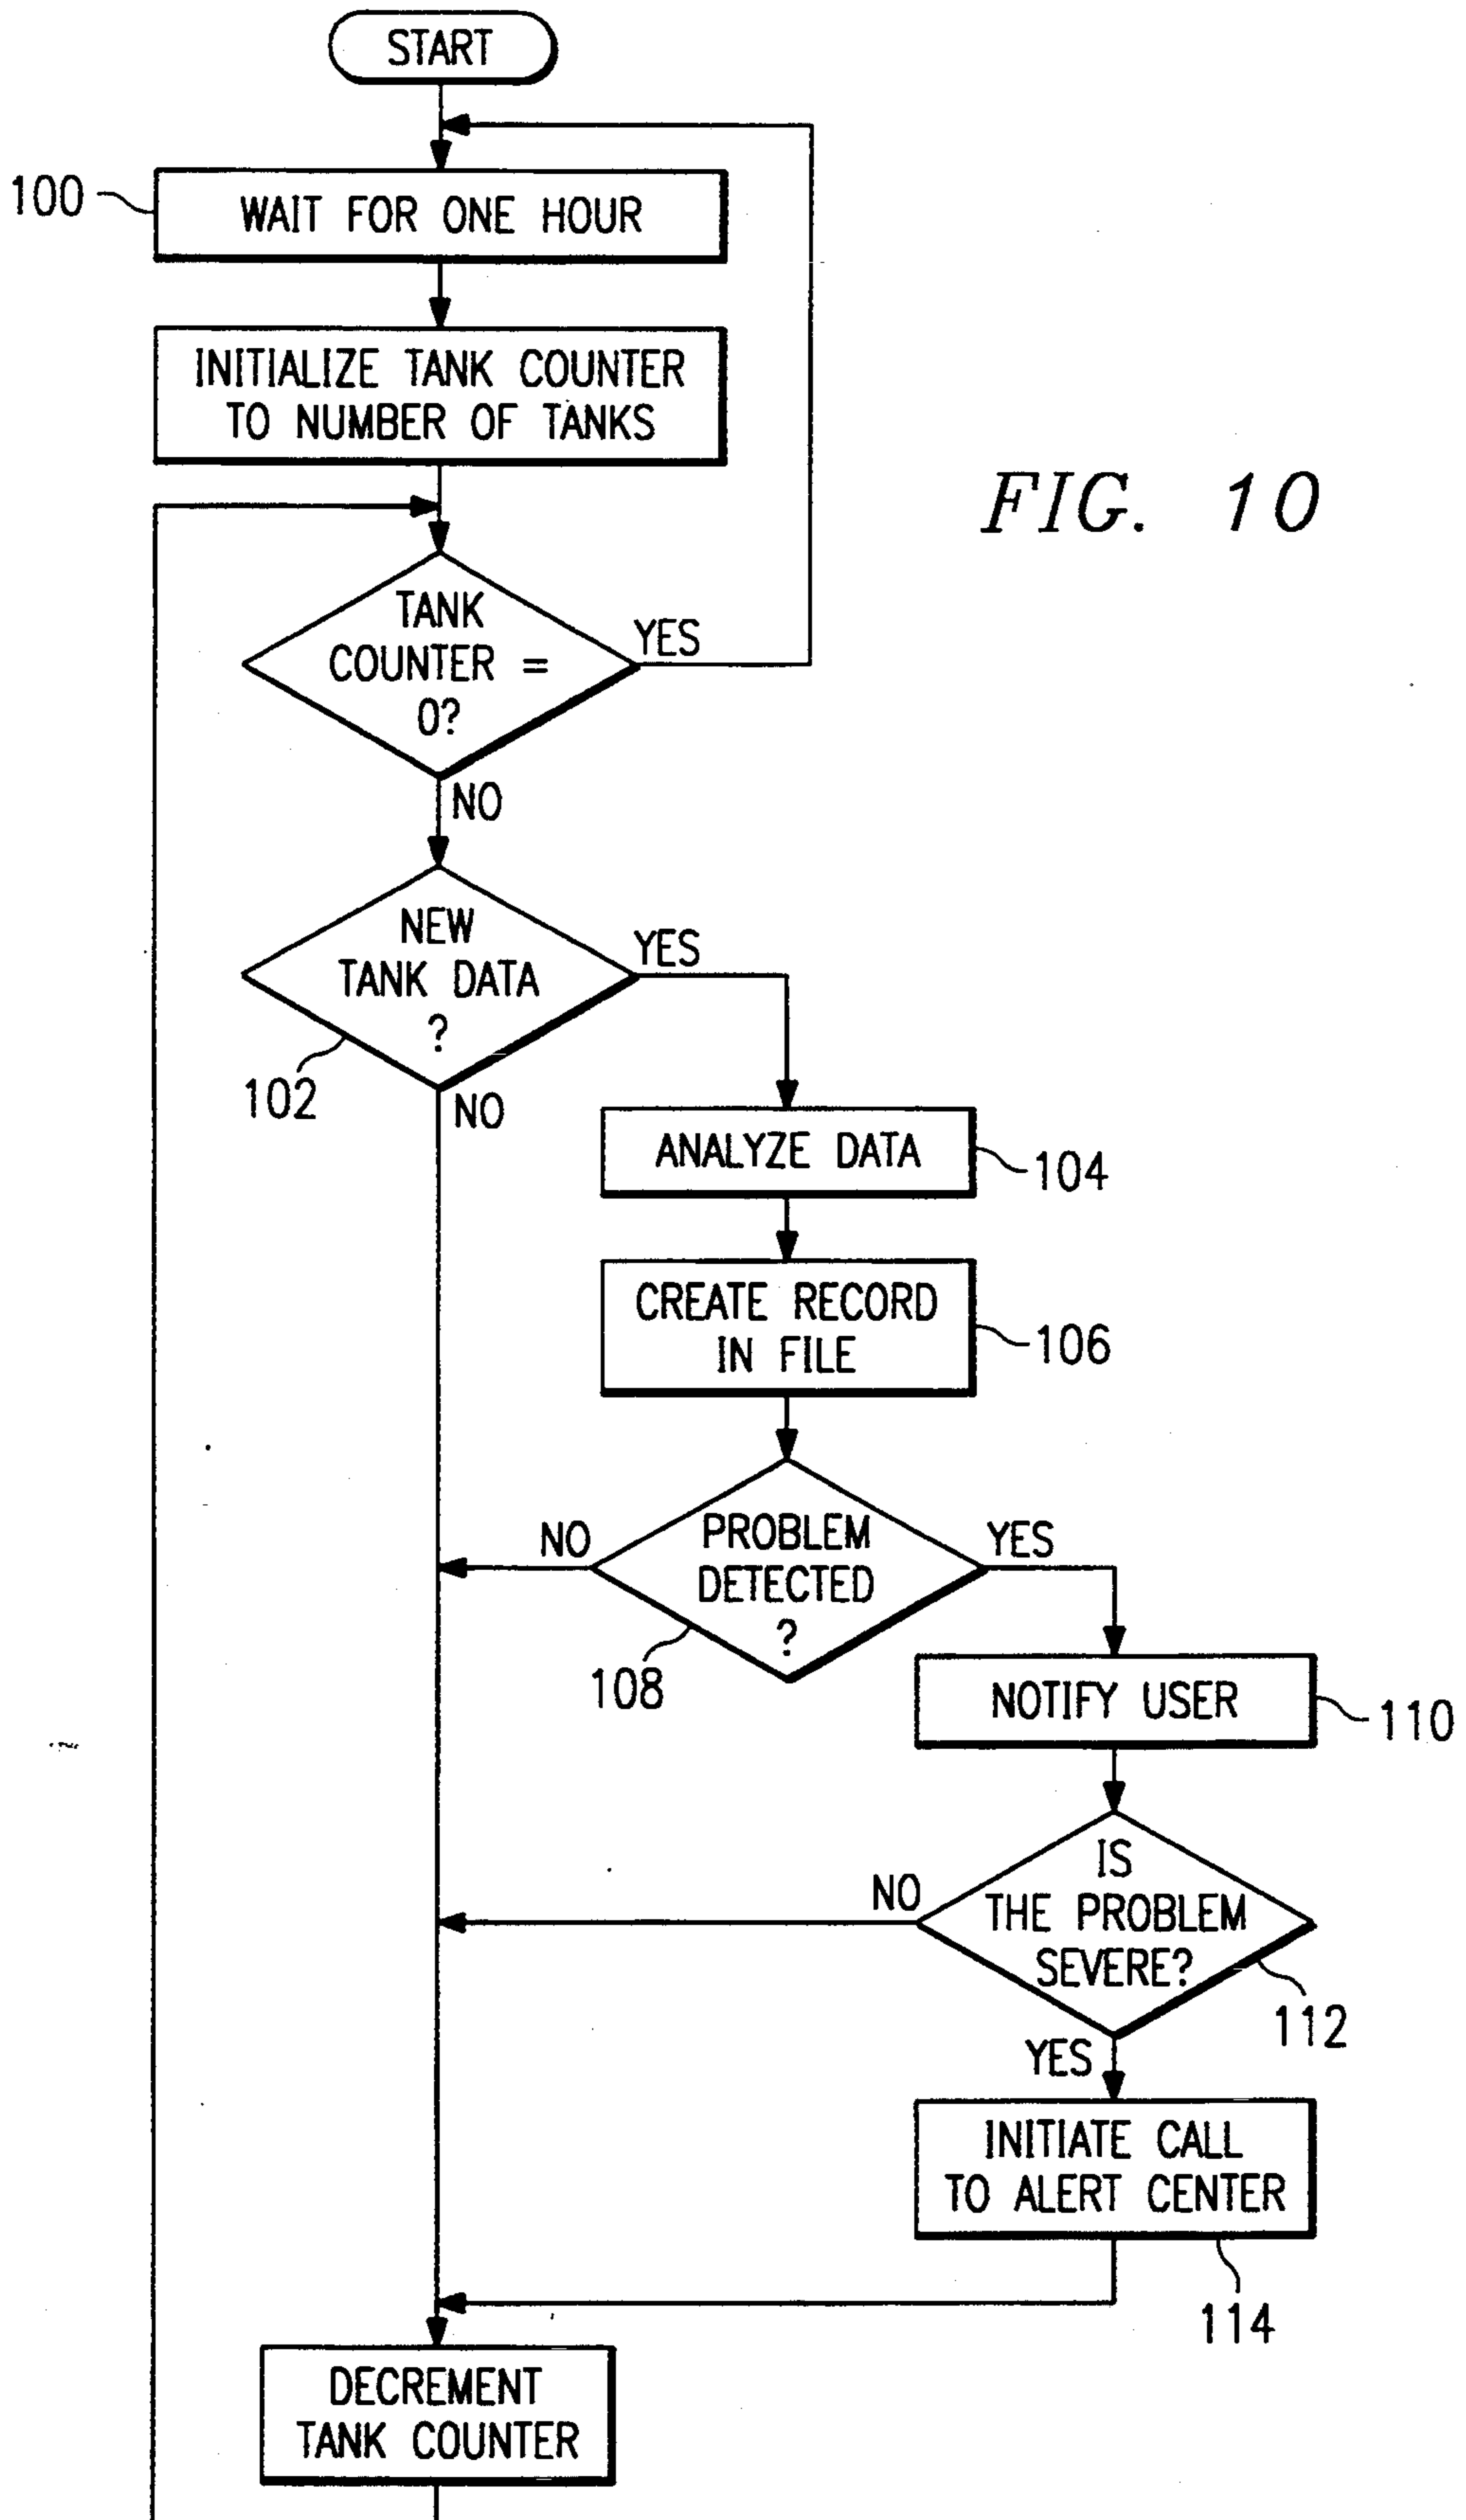 START
100
WAIT FOR ONE HOUR
INITIALIZE TANK COUNTER
TO NUMBER OF TANKS
FIG. 10
TANK
COUNTER =
0?
YES
NO
NEW
TANK DATA
?
YES
102
NO
ANALYZE DATA
104
CREATE RECORD
IN FILE
106
PROBLEM
DETECTED
?
NO
YES
108
NOTIFY USER
110
IS
THE PROBLEM
SEVERE?
NO
112
YES
INITIATE CALL
TO ALERT CENTER
114
DECREMENT
TANK COUNTER